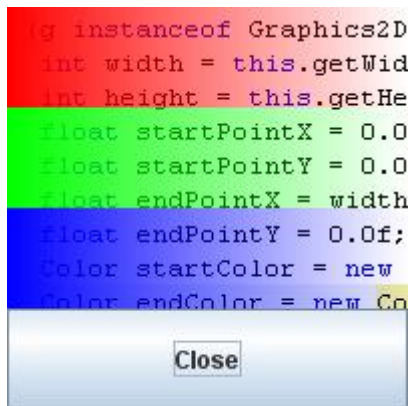 (g instanceof Graphics2D
int width = this.getWid
int height = this.getHe
float startPointX = 0.0
float startPointY = 0.0
float endPointX = width
float endPointY = 0.0f;
Color startColor = new
Color endColor = new Co
Close